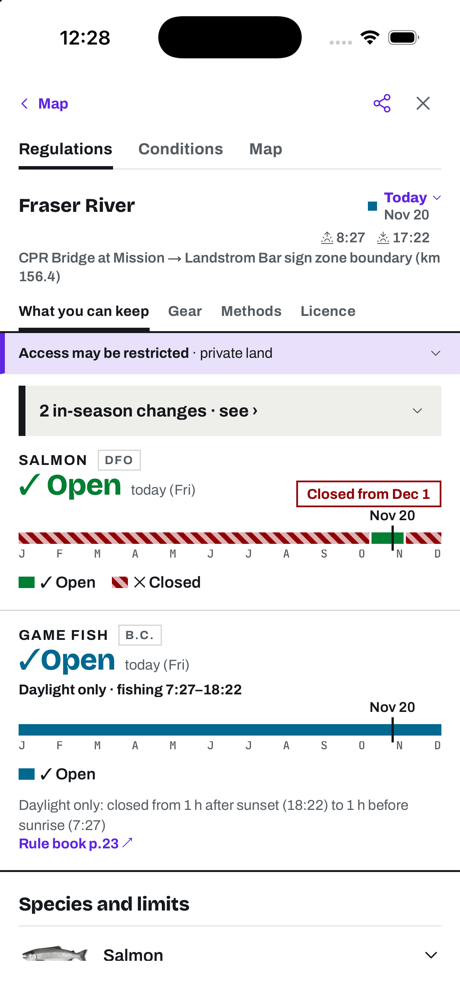 12:28
Map
Regulations Conditions Map
Fraser River
Today
Nov 20
8:27 17:22
CPR Bridge at Mission → Landstrom Bar sign zone boundary (km
156.4)
What you can keep Gear Methods Licence
Access may be restricted · private land
2 in-season changes · see ›
SALMON DFO
✓ Open today (Fri)
Closed from Dec 1
Nov 20
J F M A M J J A S O N D
✓ Open ✕ Closed
GAME FISH B.C.
✓Open today (Fri)
Daylight only · fishing 7:27–18:22
Nov 20
J F M A M J J A S O N D
✓ Open
Daylight only: closed from 1 h after sunset (18:22) to 1 h before
sunrise (7:27)
Rule book p.23 ↗
Species and limits
Salmon